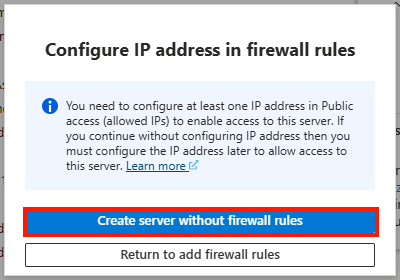 Configure IP address in firewall rules
You need to configure at least one IP address in Public
access (allowed IPs) to enable access to this server. If
you continue without configuring IP address then you
must configure the IP address later to allow access to
this server. Learn more
Create server without firewall rules
Return to add firewall rules